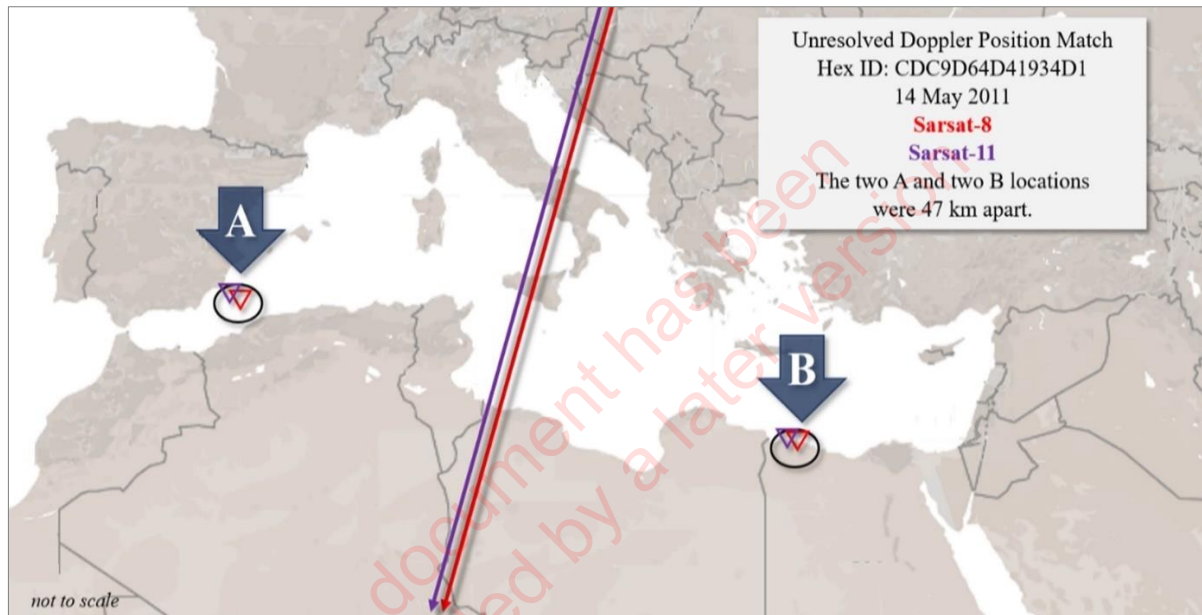 Unresolved Doppler Position Match
Hex ID: CDC9D64D41934D1
14 May 2011
Sarsat-8
Sarsat-11
The two A and two B locations
were 47 km apart.
A
B
document has been
ed by a later version
not to scale